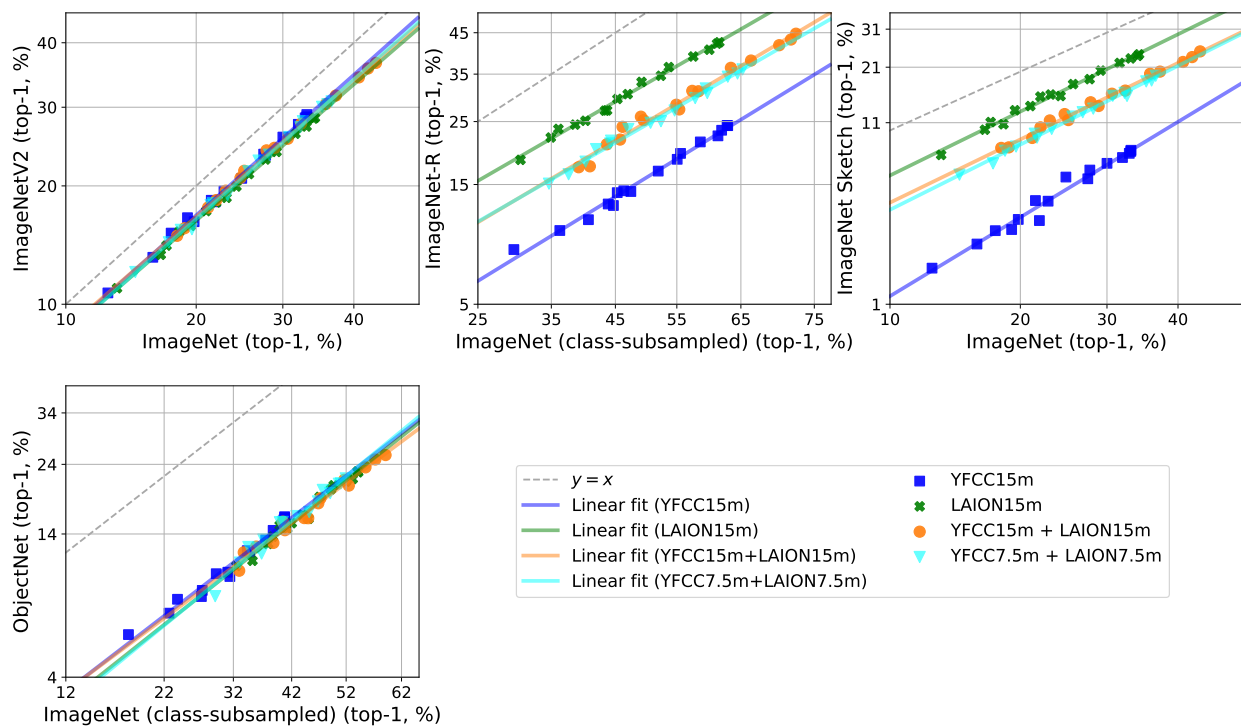 ImageNetV2 (top-1, %)
40
30
20
10
10
20
30
40
ImageNet (top-1, %)
ImageNet-R (top-1, %)
45
35
25
15
5
25
35
45
55
65
75
ImageNet (class-subsampled) (top-1, %)
ImageNet Sketch (top-1, %)
31
21
11
1
10
20
30
40
ImageNet (top-1, %)
ObjectNet (top-1, %)
34
24
14
4
12
22
32
42
52
62
ImageNet (class-subsampled) (top-1, %)
y = x
Linear fit (YFCC15m)
Linear fit (LAION15m)
Linear fit (YFCC15m+LAION15m)
Linear fit (YFCC7.5m+LAION7.5m)
YFCC15m
LAION15m
YFCC15m + LAION15m
YFCC7.5m + LAION7.5m